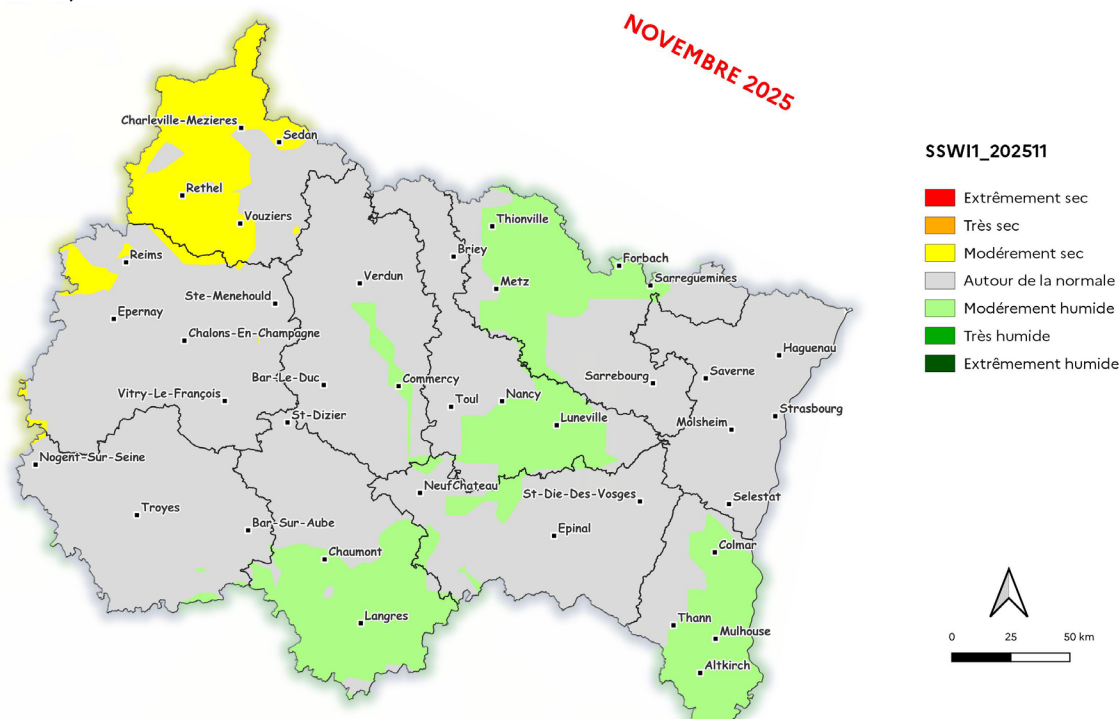 NOVEMBRE 2025
Charleville-Mezieres
Sedan
Rethel
Vouziers
Thionville
Briey
Reims
Forbach
Sarreguemines
Verdun
Metz
Ste-Menehould
Epernay
Chalons-En-Champagne
Haguenau
Bar-Le-Duc
Commercy
Sarrebourg
Saverne
Vitry-Le-François
Toul
Nancy
St-Dizier
Luneville
Molsheim
Strasbourg
Nogent-Sur-Seine
Neufchateau
St-Die-Des-Vosges
Selestat
Troyes
Bar-Sur-Aube
Epinal
Chaumont
Colmar
Langres
Thann
Mulhouse
Altkirch
SSWI1_202511
Extrêmement sec
Très sec
Modérement sec
Autour de la normale
Modérement humide
Très humide
Extrêmement humide
0 25 50 km